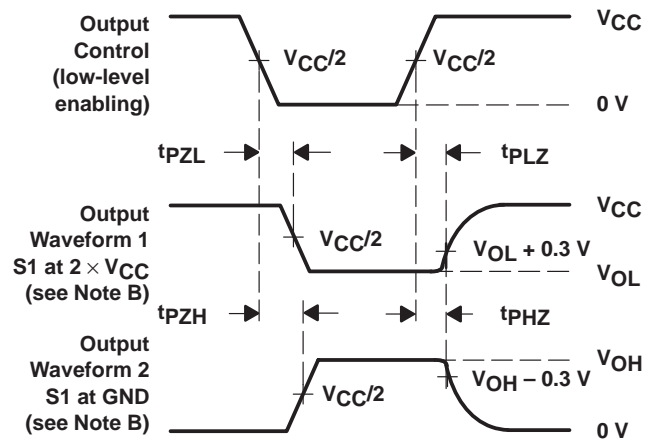 Output
Control
(low-level
enabling)
VCC/2
VCC/2
VCC
0 V
tPZL
tPLZ
Output
Waveform 1
S1 at 2 × VCC
(see Note B)
VCC/2
VCC
VOL + 0.3 V
VOL
tPZH
tPHZ
Output
Waveform 2
S1 at GND
(see Note B)
VCC/2
VOH
VOH − 0.3 V
0 V